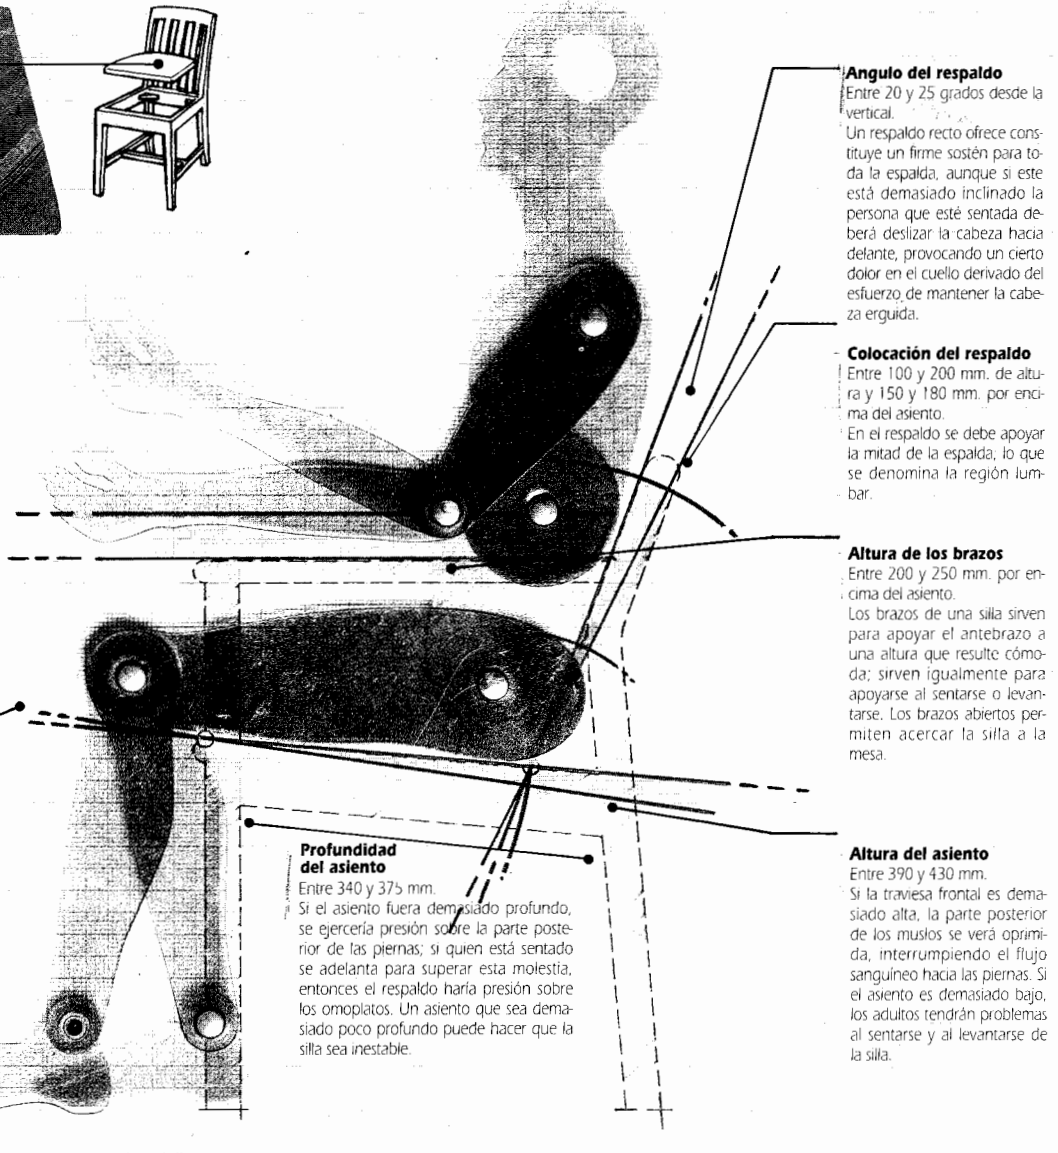 Angulo del respaldo
Entre 20 y 25 grados desde la
vertical.
Un respaldo recto ofrece cons-
tituye un firme sostén para to-
da la espalda, aunque si este
está demasiado inclinado la
persona que esté sentada de-
berá deslizar la cabeza hacia
delante, provocando un cierto
dolor en el cuello derivado del
esfuerzo de mantener la cabe-
za erguida.
Colocación del respaldo
Entre 100 y 200 mm. de altu-
ra y 150 y 180 mm. por enci-
ma del asiento.
En el respaldo se debe apoyar
la mitad de la espalda, lo que
se denomina la región lum-
bar.
Altura de los brazos
Entre 200 y 250 mm. por en-
cima del asiento.
Los brazos de una silla sirven
para apoyar el antebrazo a
una altura que resulte cómo-
da; sirven igualmente para
apoyarse al sentarse o levan-
tarse. Los brazos abiertos per-
miten acercar la silla a la
mesa.
Altura del asiento
Entre 390 y 430 mm.
Si la traviesa frontal es dema-
siado alta, la parte posterior
de los muslos se verá oprimi-
da, interrumpiendo el flujo
sanguíneo hacia las piernas. Si
el asiento es demasiado bajo,
los adultos tendrán problemas
al sentarse y al levantarse de
la silla.
Profundidad
del asiento
Entre 340 y 375 mm.
Si el asiento fuera demasiado profundo,
se ejercería presión sobre la parte poste-
rior de las piernas; si quien está sentado
se adelanta para superar esta molestia,
entonces el respaldo haría presión sobre
los omoplatos. Un asiento que sea dema-
siado poco profundo puede hacer que la
silla sea inestable.